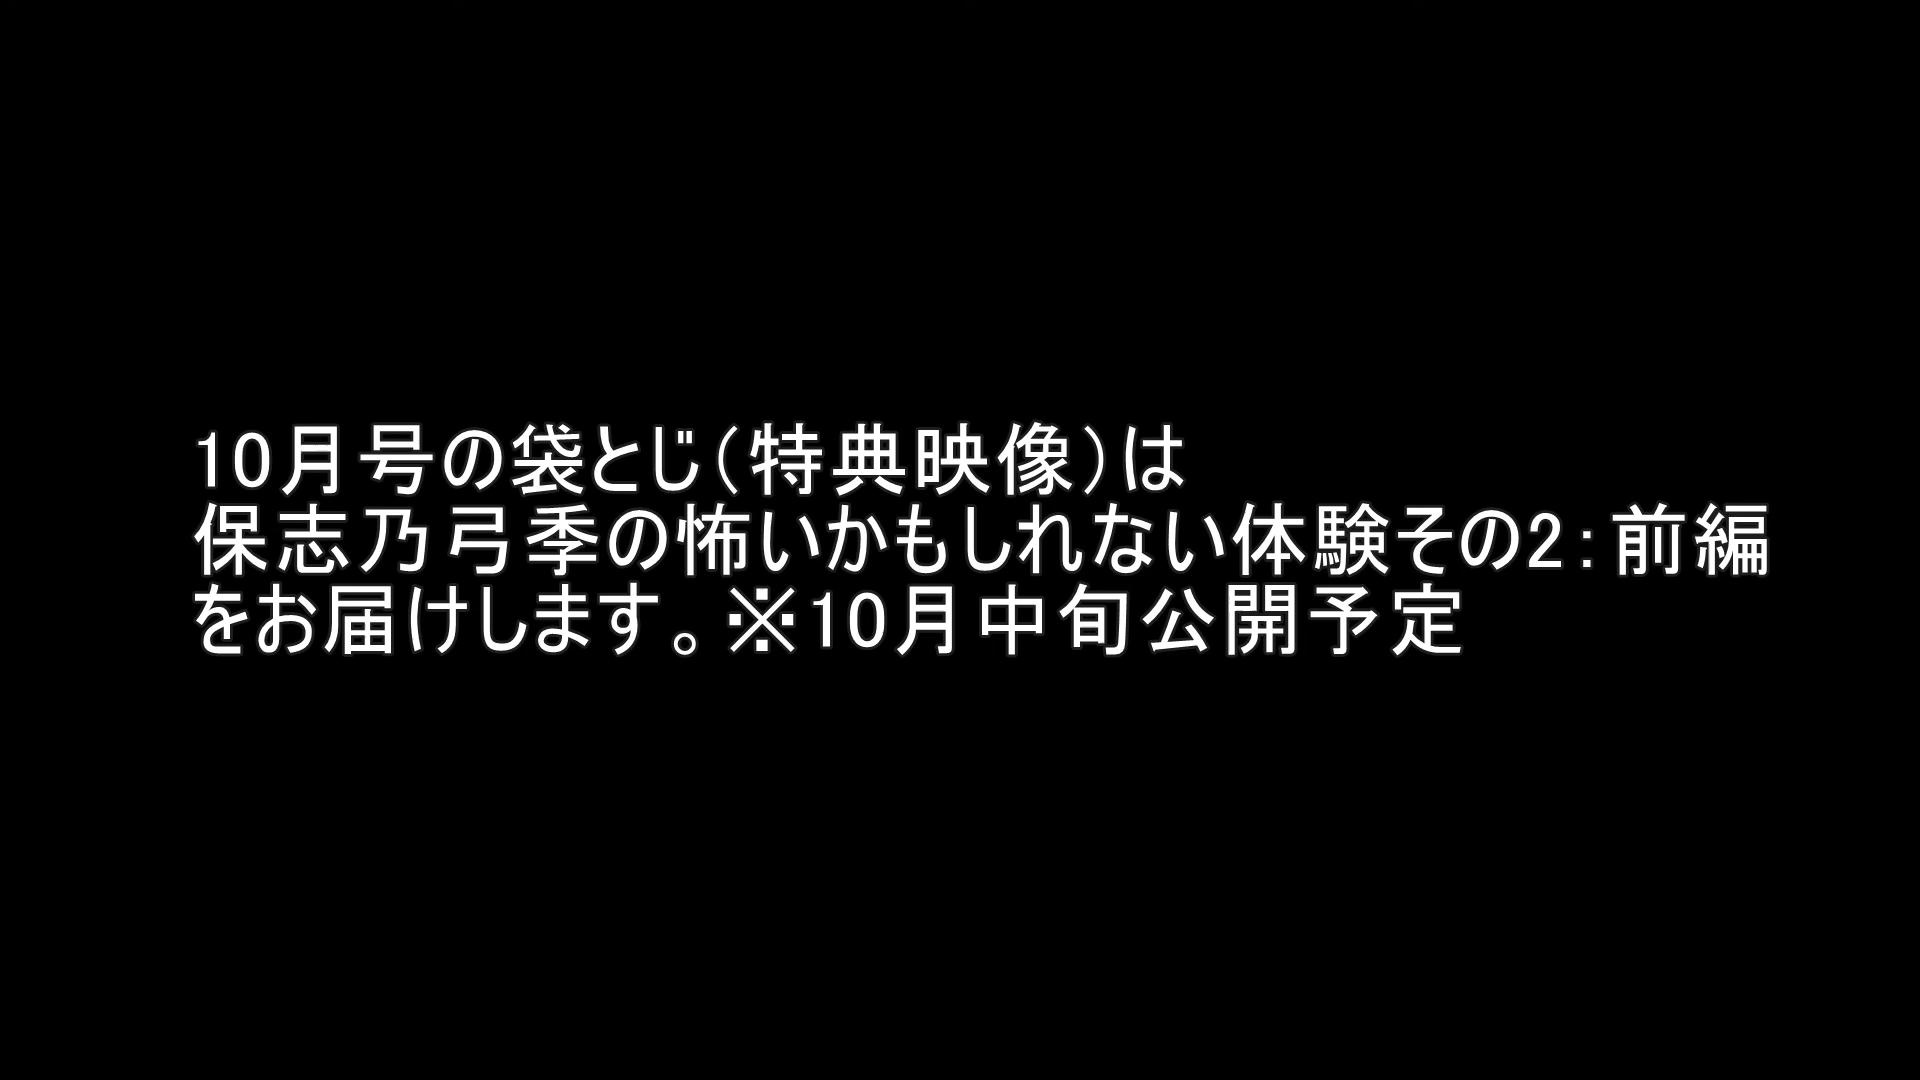 10月号の袋とじ(特典映像)は
保志乃弓季の怖いかもしれない体験その2:前編
をお届けします。※10月中旬公開予定